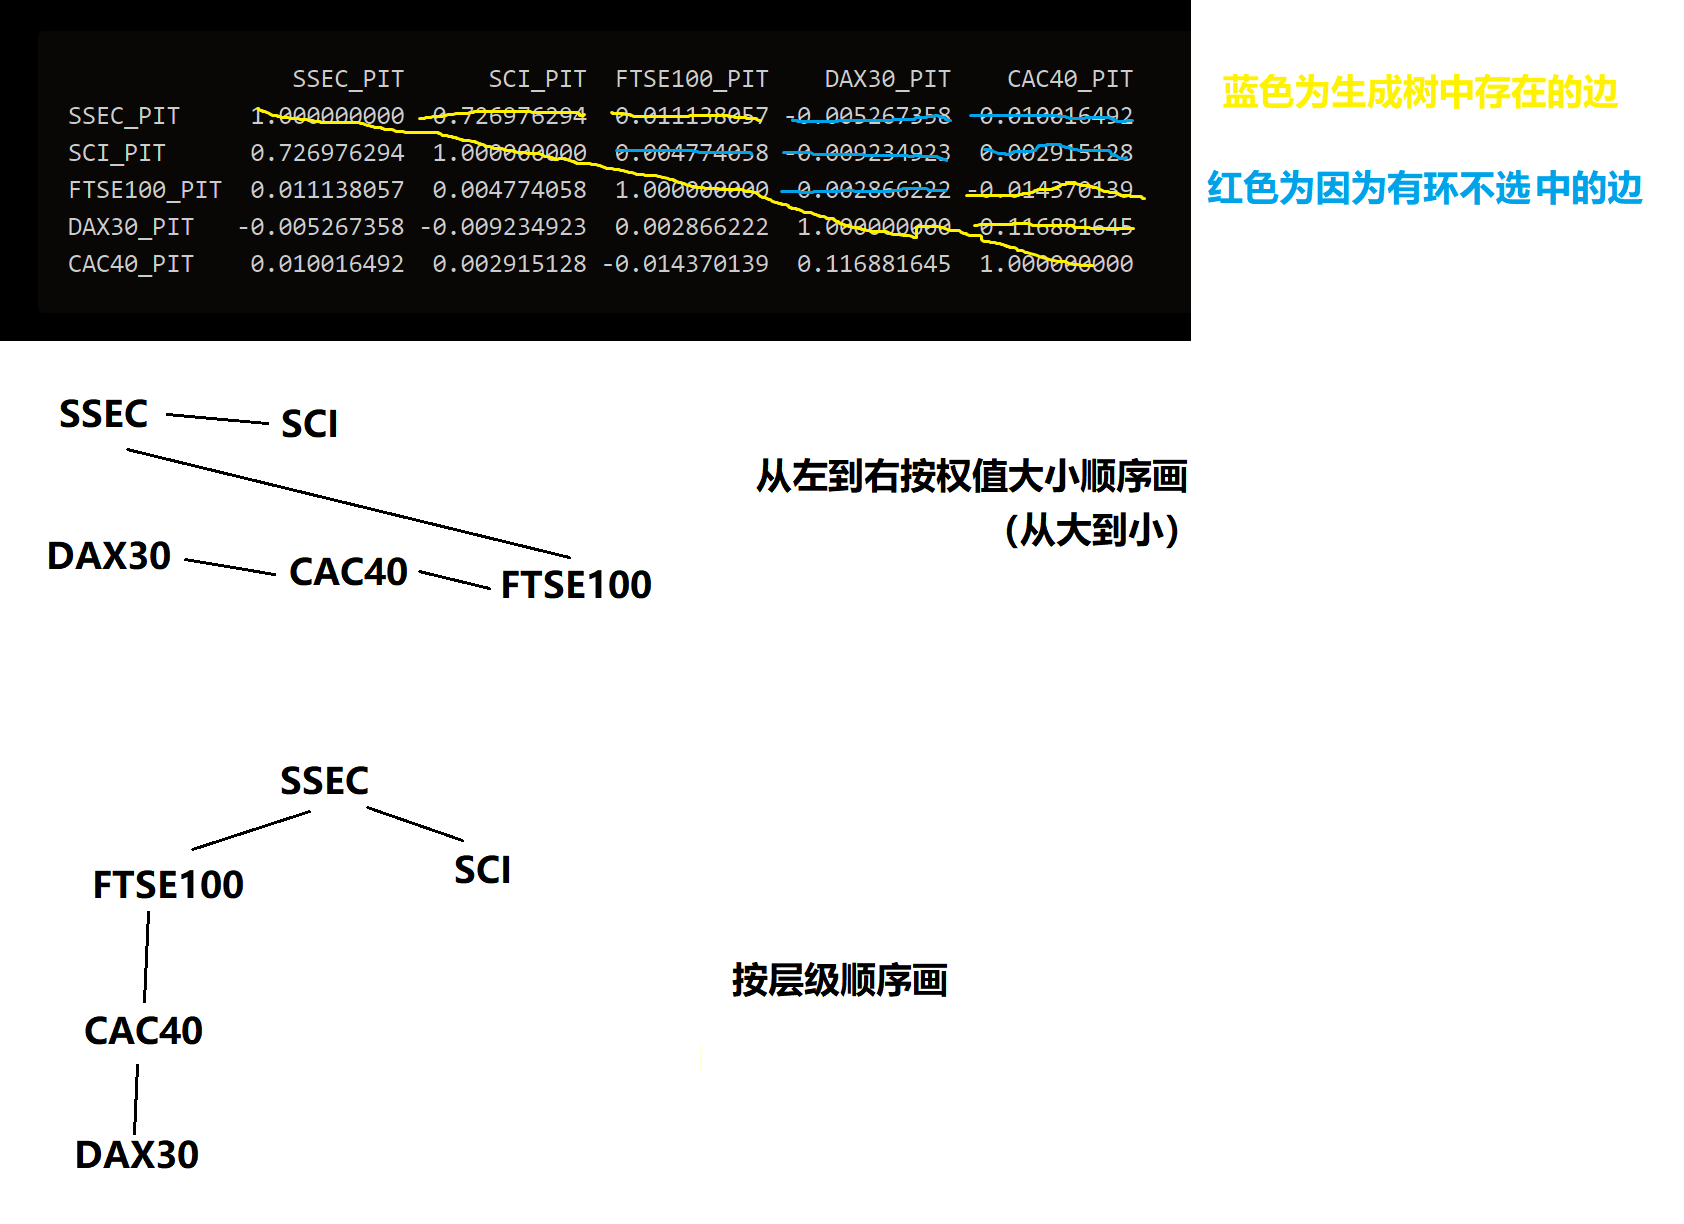 SSEC_PIT SCI_PIT FTSE100_PIT DAX30_PIT CAC40_PIT
SSEC_PIT 1.000000000 0.726976294 0.011138057 -0.005267358 0.010016492
SCI_PIT 0.726976294 1.000000000 0.004774058 -0.009234923 0.002915128
FTSE100_PIT 0.011138057 0.004774058 1.000000000 0.002866222 -0.014370139
DAX30_PIT -0.005267358 -0.009234923 0.002866222 1.000000000 0.116881645
CAC40_PIT 0.010016492 0.002915128 -0.014370139 0.116881645 1.000000000
蓝色为生成树中存在的边
红色为因为有环不选中的边
SSEC
SCI
从左到右按权值大小顺序画
（从大到小）
DAX30
CAC40
FTSE100
SSEC
FTSE100
SCI
按层级顺序画
CAC40
DAX30